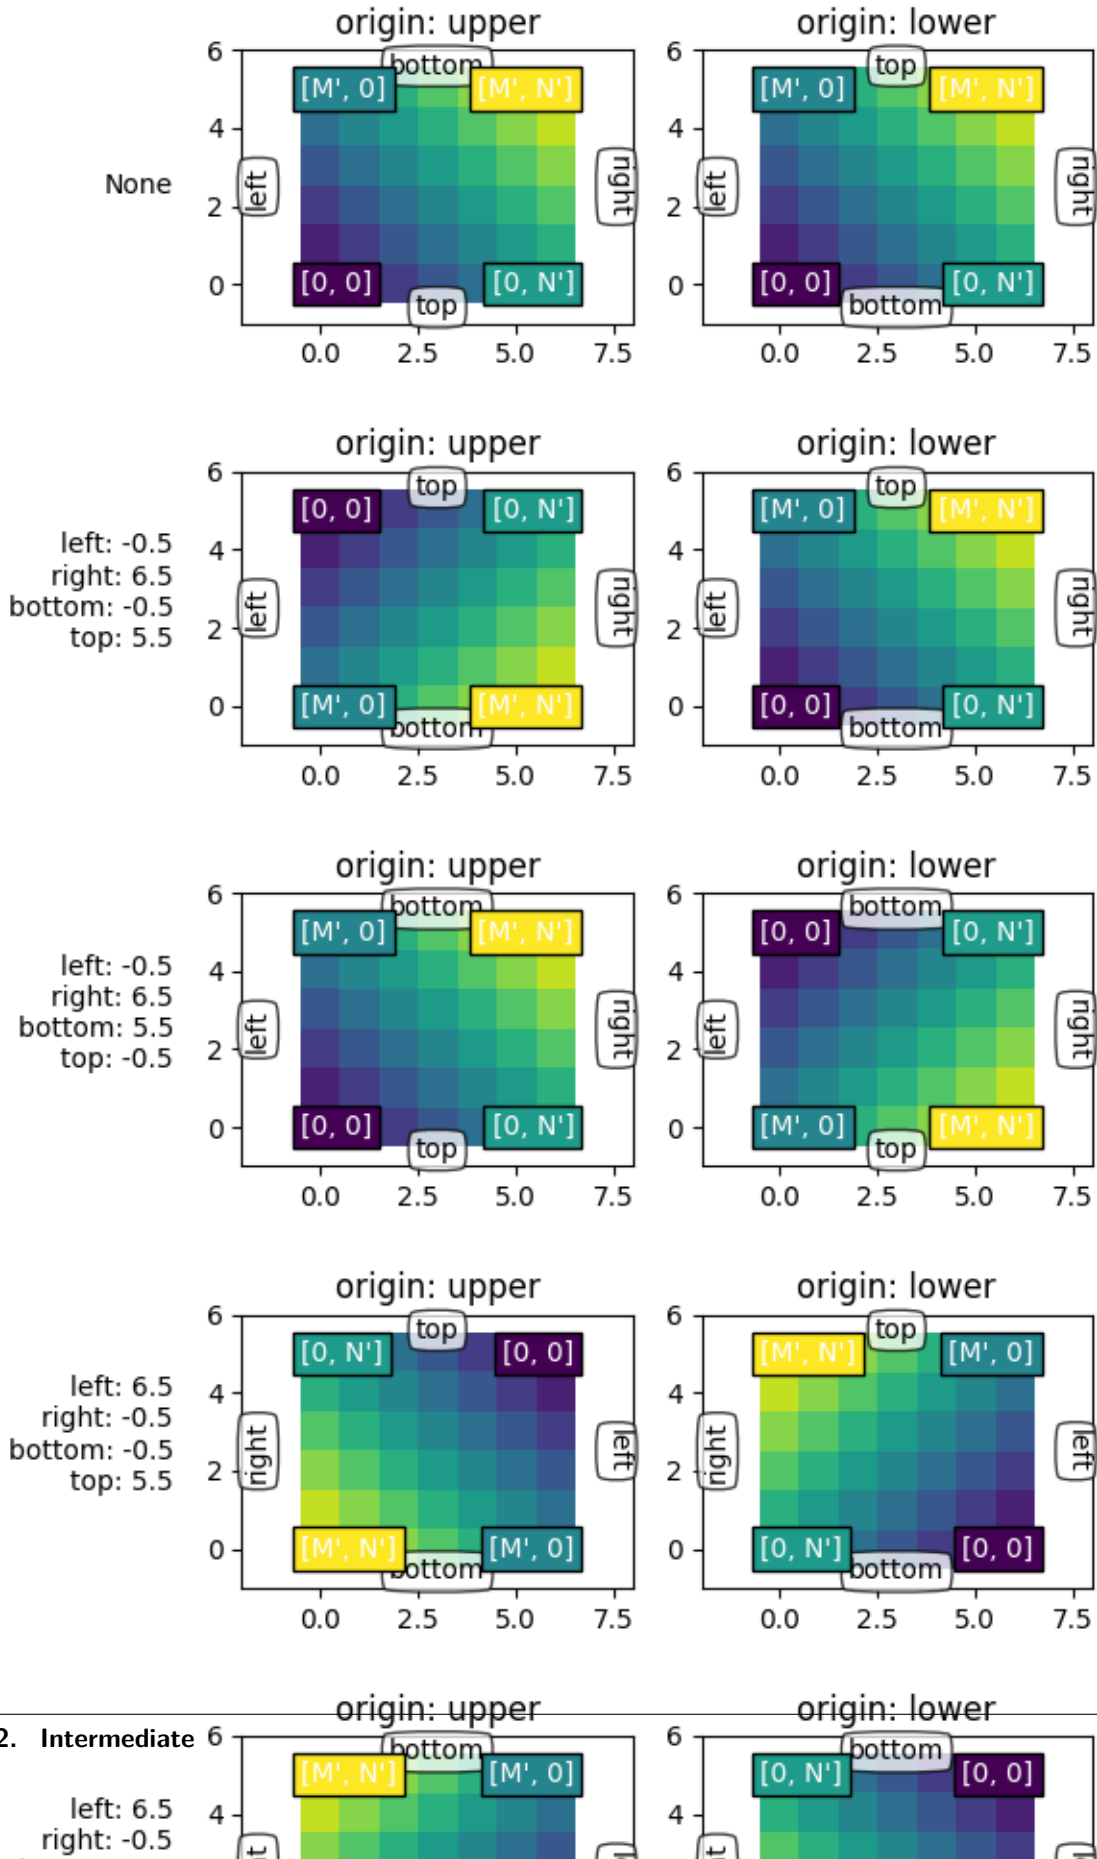 origin: upper
origin: lower
6
bottom
top
[M', 0]
[M', N']
[M', 0]
[M', N']
4
None
left
right
left
right
2
0
[0, 0]
[0, N']
[0, 0]
[0, N']
top
bottom
0.0 2.5 5.0 7.5
0.0 2.5 5.0 7.5
origin: upper
origin: lower
6
top
top
[0, 0]
[0, N']
[M', 0]
[M', N']
left: -0.5
right: 6.5
bottom: -0.5
top: 5.5
4
left
right
left
right
2
0
[M', 0]
[M', N']
[0, 0]
[0, N']
bottom
bottom
0.0 2.5 5.0 7.5
0.0 2.5 5.0 7.5
origin: upper
origin: lower
6
bottom
bottom
[M', 0]
[M', N']
[0, 0]
[0, N']
left: -0.5
right: 6.5
bottom: 5.5
top: -0.5
4
left
right
left
right
2
0
[0, 0]
[0, N']
[M', 0]
[M', N']
top
top
0.0 2.5 5.0 7.5
0.0 2.5 5.0 7.5
origin: upper
origin: lower
6
top
top
[0, N']
[0, 0]
[M', N']
[M', 0]
left: 6.5
right: -0.5
bottom: -0.5
top: 5.5
4
right
left
right
left
2
0
[M', N']
[M', 0]
[0, N']
[0, 0]
bottom
bottom
0.0 2.5 5.0 7.5
0.0 2.5 5.0 7.5
origin: upper
origin: lower
2. Intermediate
6
bottom
bottom
[M', N']
[M', 0]
[0, N']
[0, 0]
left: 6.5
right: -0.5
4